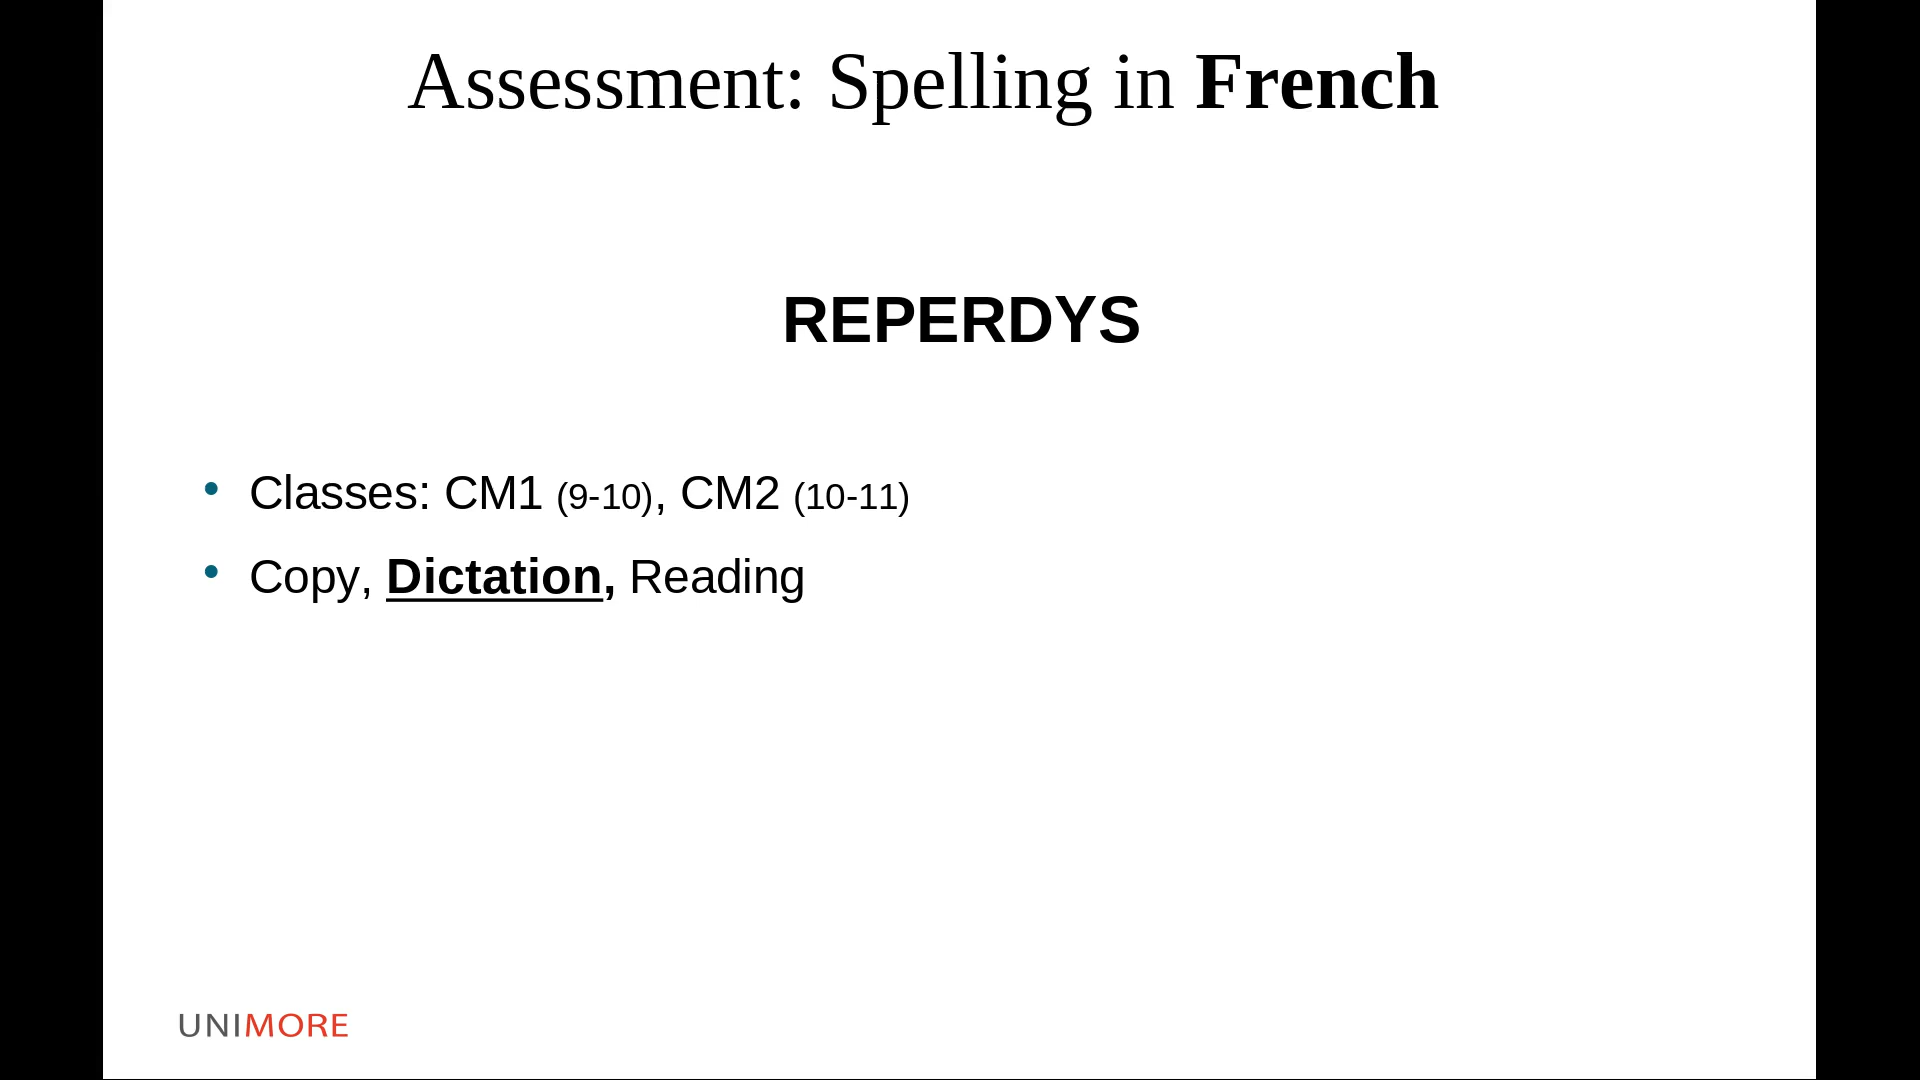 Assessment: Spelling in French
REPERDYS
• Classes: CM1 (9-10), CM2 (10-11)
• Copy, Dictation, Reading
UNIMORE